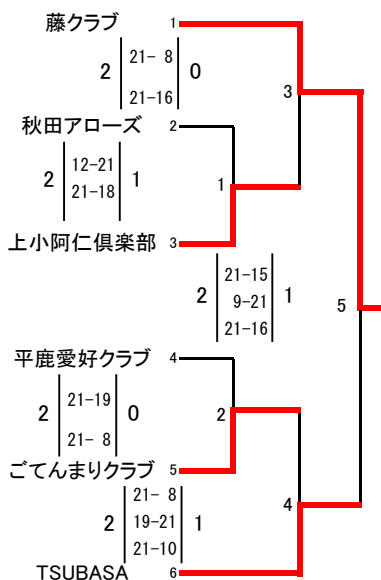 藤クラブ 1
2 21- 8 0
21-16
3
秋田アローズ 2
2 12-21 1
21-18
1
上小阿仁倶楽部 3
2 21-15 1
9-21
21-16
5
平鹿愛好クラブ 4
2 21-19 0
21- 8
2
ごてんまりクラブ 5
2 21- 8 1
19-21
21-10
4
TSUBASA 6